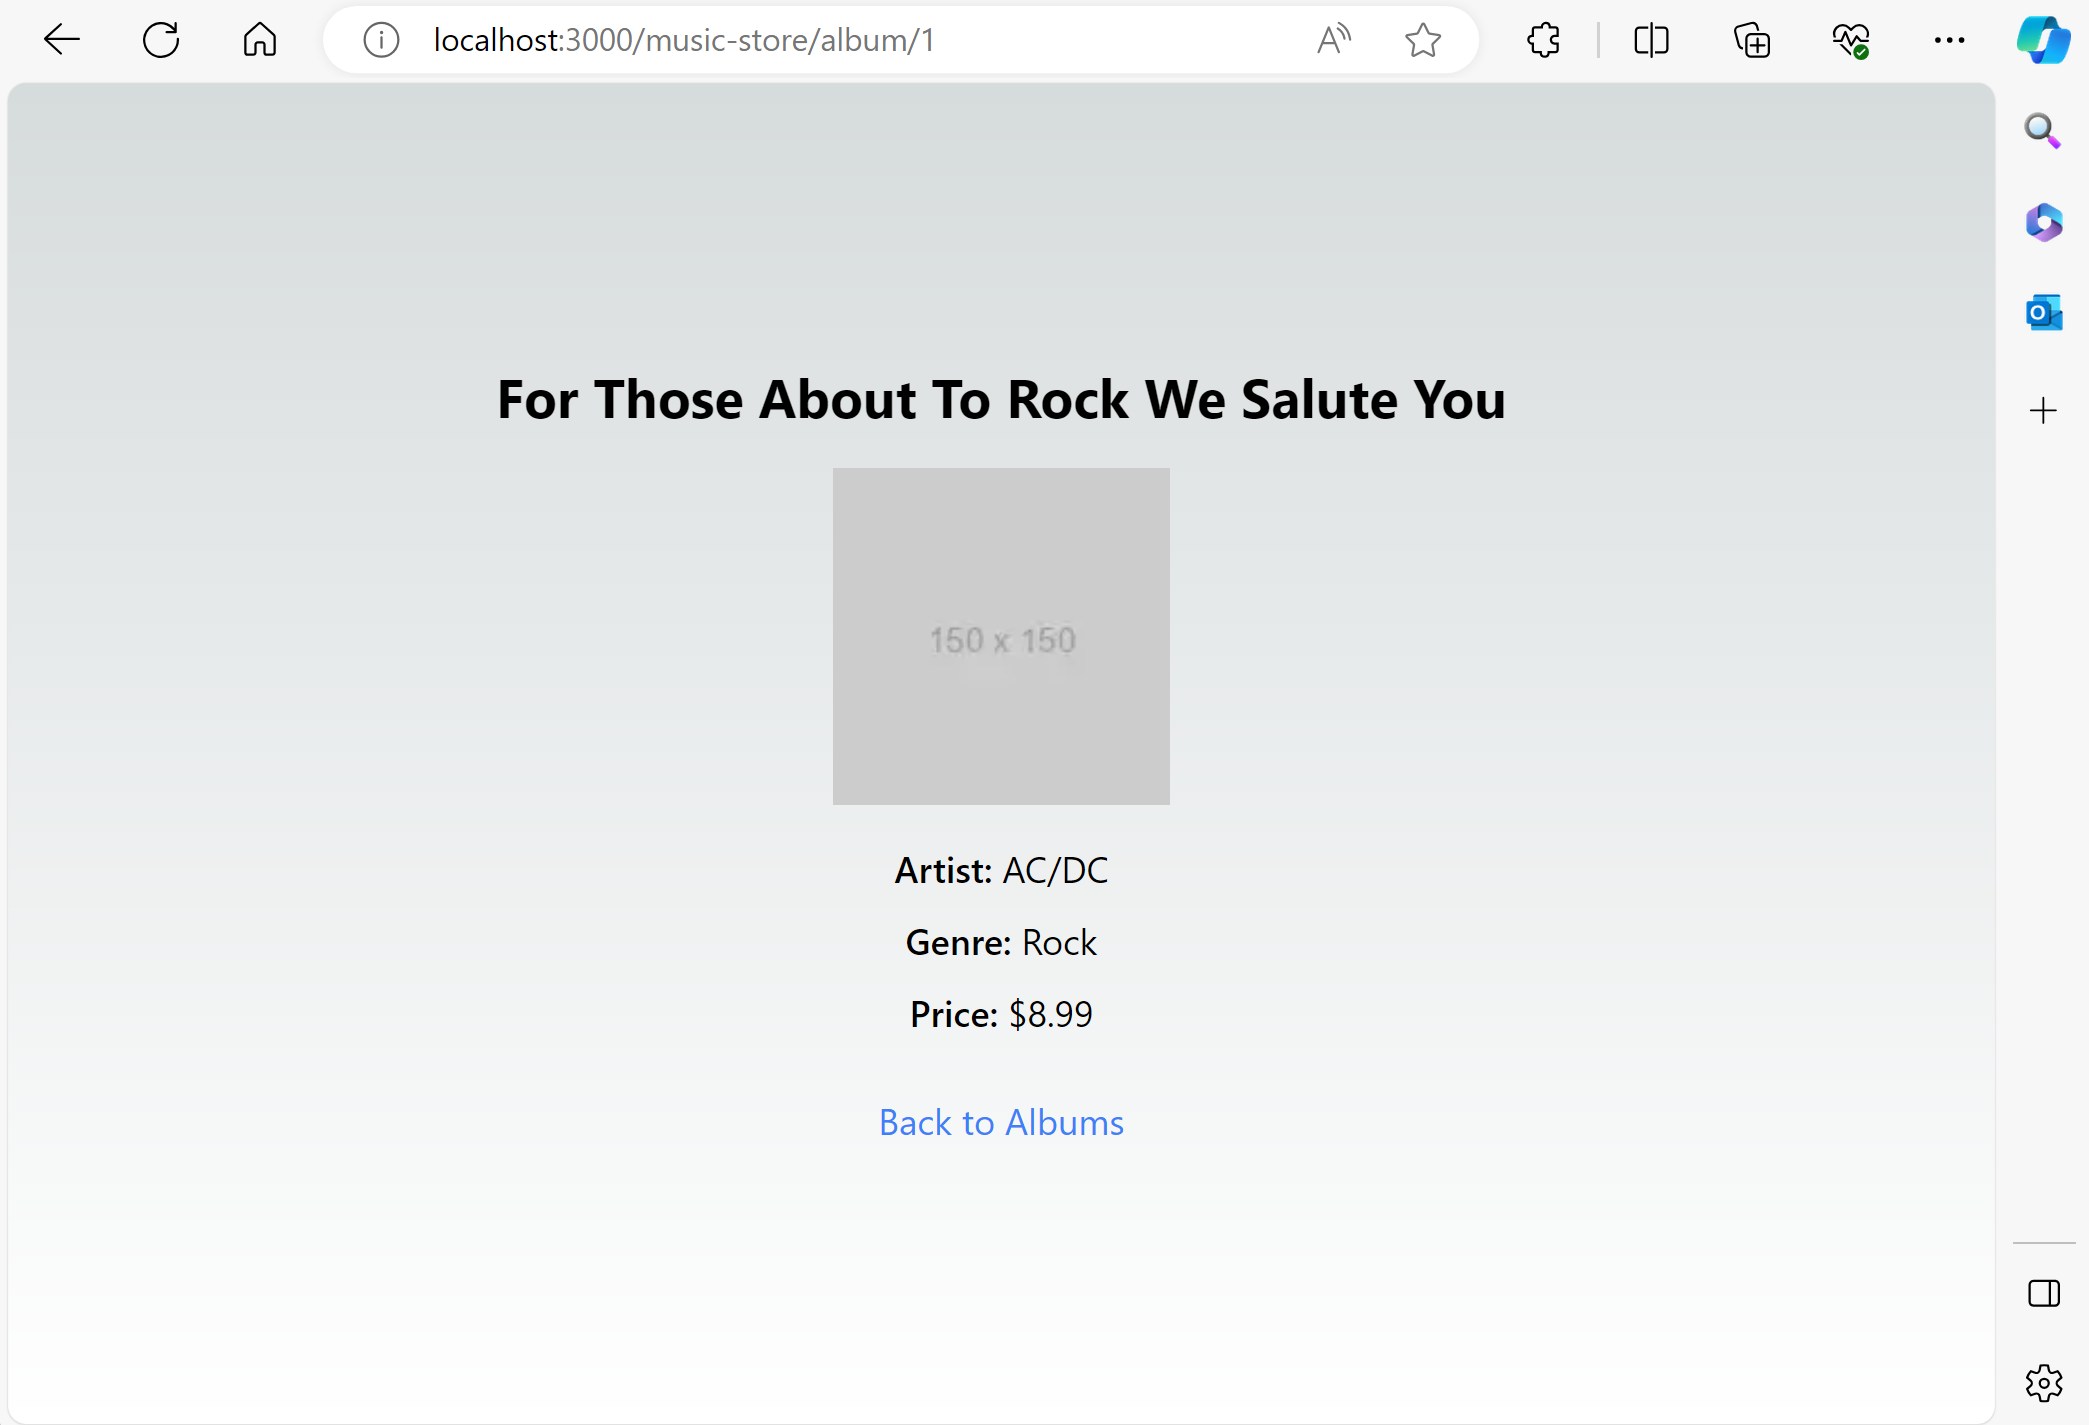 localhost:3000/music-store/album/1
For Those About To Rock We Salute You
150 x 150
Artist: AC/DC
Genre: Rock
Price: $8.99
Back to Albums